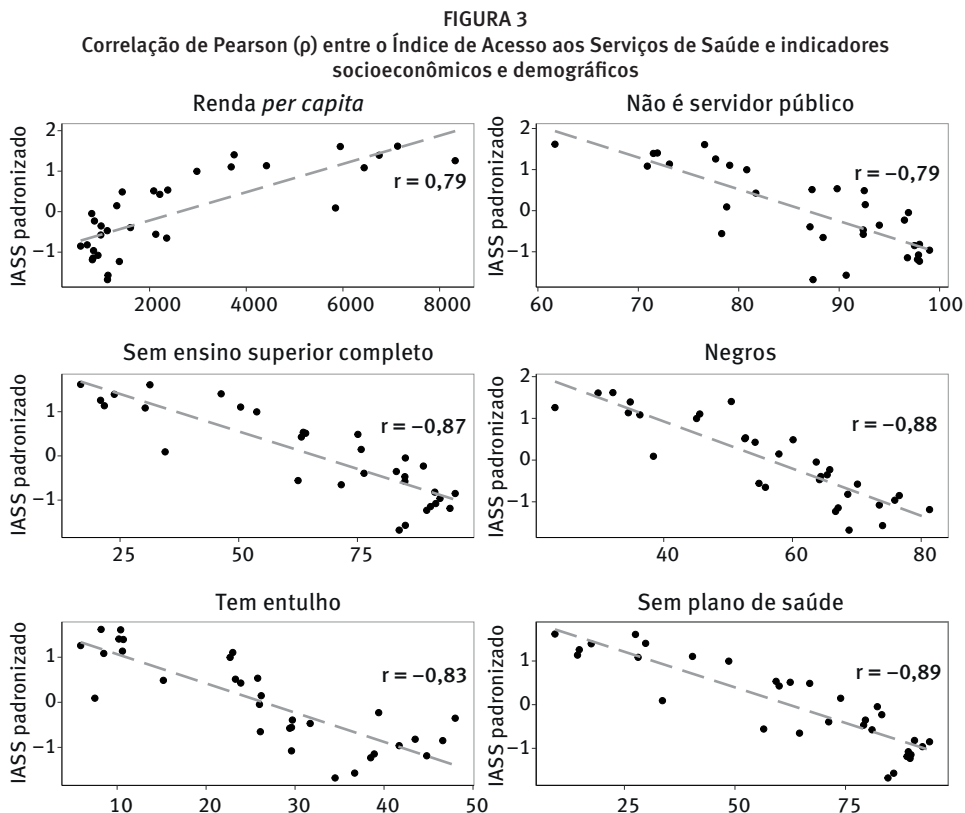 FIGURA 3
Correlação de Pearson (ρ) entre o Índice de Acesso aos Serviços de Saúde e indicadores
socioeconômicos e demográficos
Renda per capita
IASS padronizado
2
1
0
−1
r = 0,79
2000 4000 6000 8000
Não é servidor público
IASS padronizado
2
1
0
−1
r = −0,79
60 70 80 90 100
Sem ensino superior completo
IASS padronizado
1
0
−1
r = −0,87
25 50 75
Negros
IASS padronizado
2
1
0
−1
r = −0,88
40 60 80
Tem entulho
IASS padronizado
1
0
−1
r = −0,83
10 20 30 40 50
Sem plano de saúde
IASS padronizado
1
0
−1
r = −0,89
25 50 75